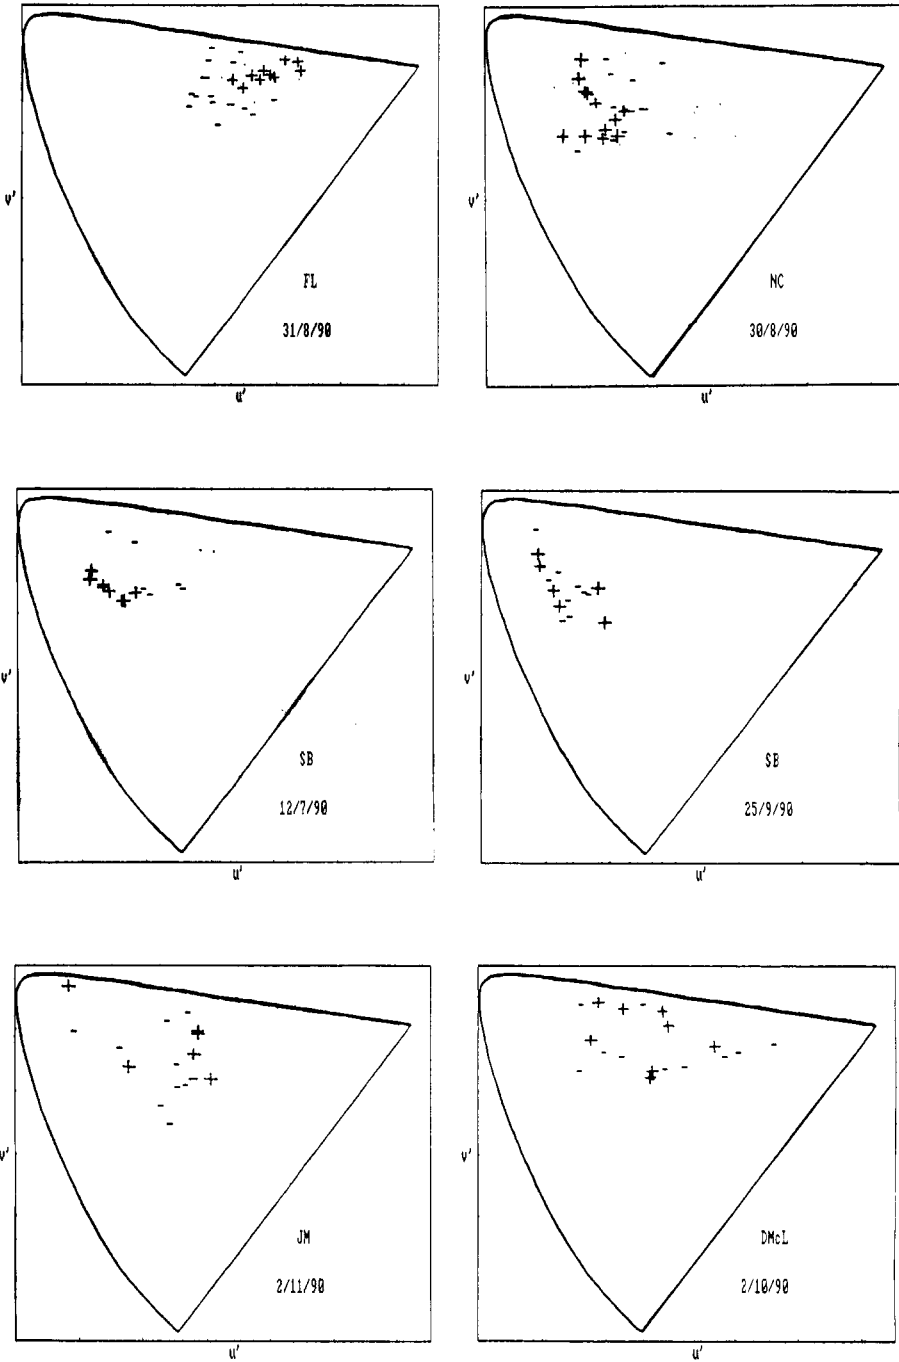 v'
FL
31/8/90
u'
v'
NC
30/8/90
u'
v'
SB
12/7/90
u'
v'
SB
25/9/90
u'
v'
JM
2/11/90
u'
v'
DMcL
2/10/90
u'